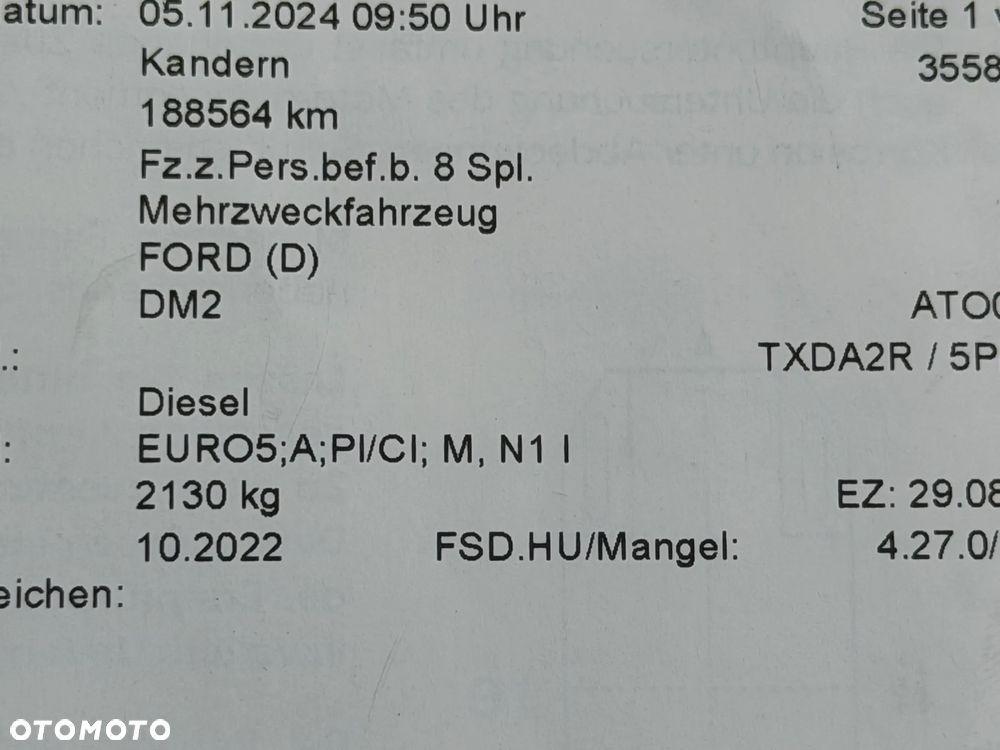 atum: 05.11.2024 09:50 Uhr Seite 1
Kandern 3558
188564 km
Fz.z.Pers.bef.b. 8 Spl.
Mehrzweckfahrzeug
FORD (D)
DM2 ATO0
.: TXDA2R / 5P
Diesel
: EURO5;A;PI/CI; M, N1 I
2130 kg EZ: 29.08
10.2022 FSD.HU/Mangel: 4.27.0/
eichen:
OTOMOTO